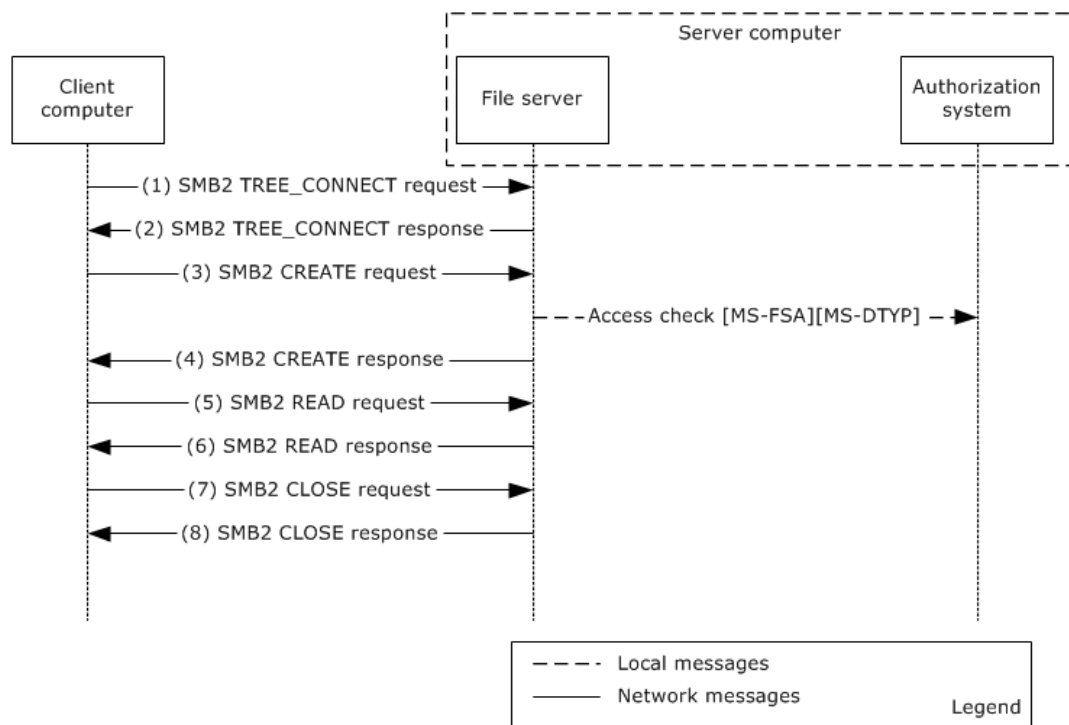 Server computer
Client
computer
File server
Authorization
system
(1) SMB2 TREE_CONNECT request
(2) SMB2 TREE_CONNECT response
(3) SMB2 CREATE request
Access check [MS-FSA][MS-DTYP]
(4) SMB2 CREATE response
(5) SMB2 READ request
(6) SMB2 READ response
(7) SMB2 CLOSE request
(8) SMB2 CLOSE response
Local messages
Network messages
Legend